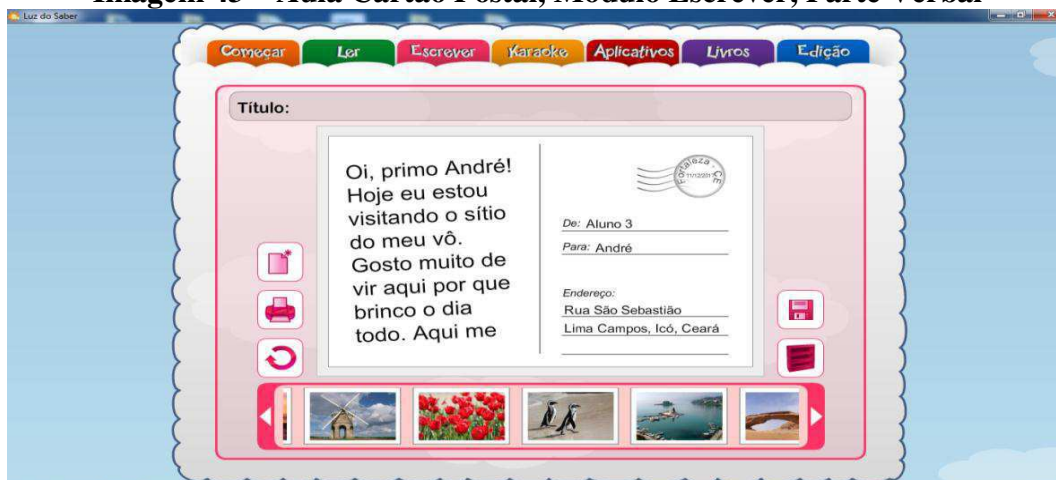 Imagem 43 – Aula Cartão Postal, Módulo Escrever, Parte Verbal
Luz do Saber
Começar Ler Escrever Karaoke Aplicativos Livros Edição
Título:
Oi, primo André!
Hoje eu estou
visitando o sítio
do meu vô.
Gosto muito de
vir aqui por que
brinco o dia
todo. Aqui me
Fortaleza - CE
De: Aluno 3
Para: André
Endereço:
Rua São Sebastião
Lima Campos, Icó, Ceará